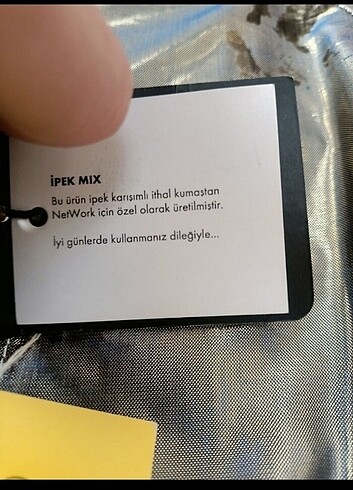 İPEK MIX
Bu ürün ipek karışımlı ithal kumaştan
NetWork için özel olarak üretilmiştir.
İyi günlerde kullanmanız dileğiyle...